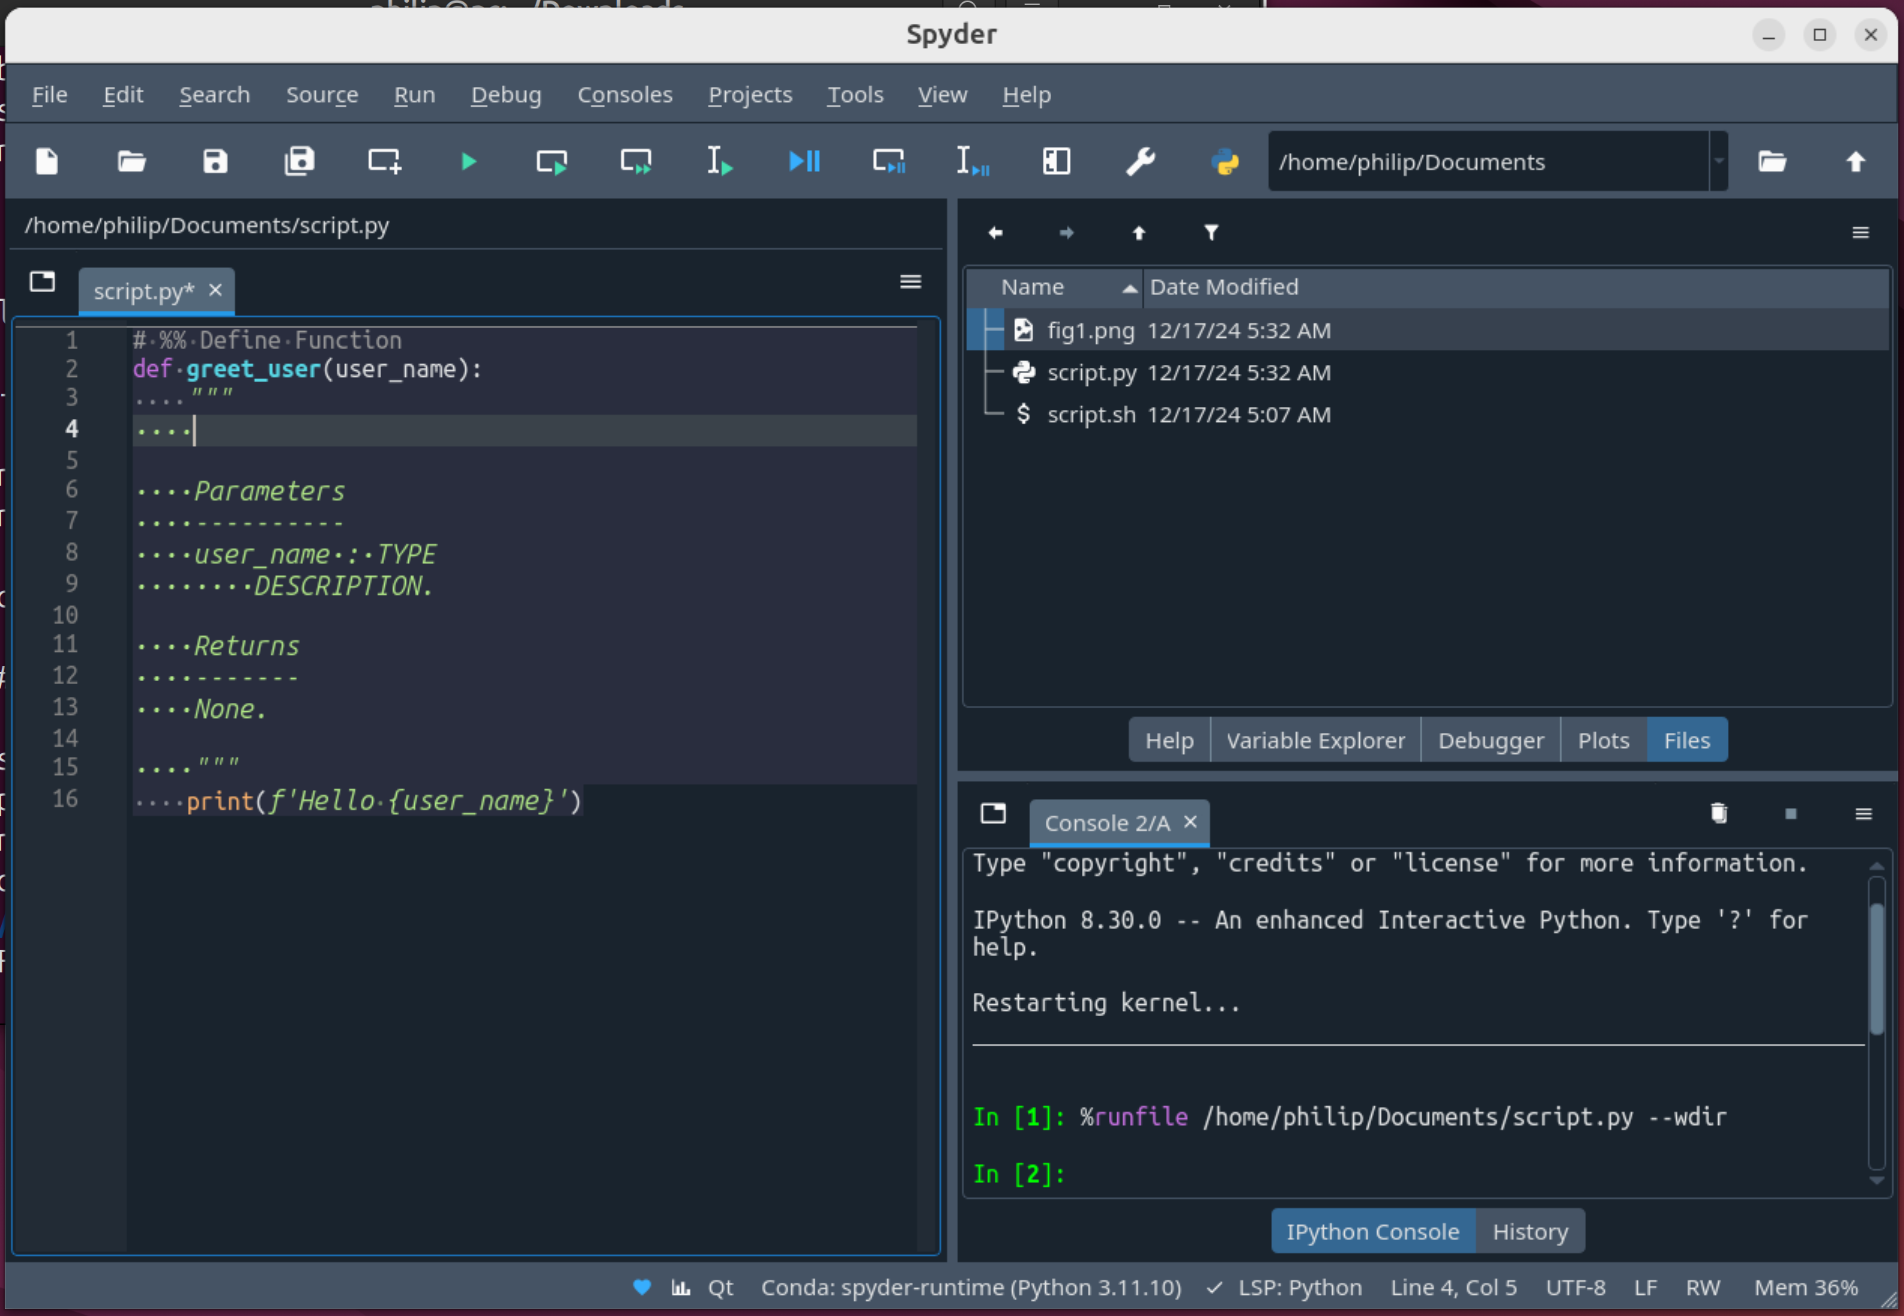 Spyder
File Edit Search Source Run Debug Consoles Projects Tools View Help
/home/philip/Documents
/home/philip/Documents/script.py
script.py*
1 # %% Define Function
2 def greet_user(user_name):
3     """
4
5
6     Parameters
7     ----------
8     user_name : TYPE
9         DESCRIPTION.
10
11     Returns
12     -------
13     None.
14
15     """
16     print(f'Hello {user_name}')
Name Date Modified
fig1.png 12/17/24 5:32 AM
script.py 12/17/24 5:32 AM
script.sh 12/17/24 5:07 AM
Help Variable Explorer Debugger Plots Files
Console 2/A
Type "copyright", "credits" or "license" for more information.
IPython 8.30.0 -- An enhanced Interactive Python. Type '?' for
help.
Restarting kernel...
In [1]: %runfile /home/philip/Documents/script.py --wdir
In [2]:
IPython Console History
Qt Conda: spyder-runtime (Python 3.11.10) ✓ LSP: Python Line 4, Col 5 UTF-8 LF RW Mem 36%